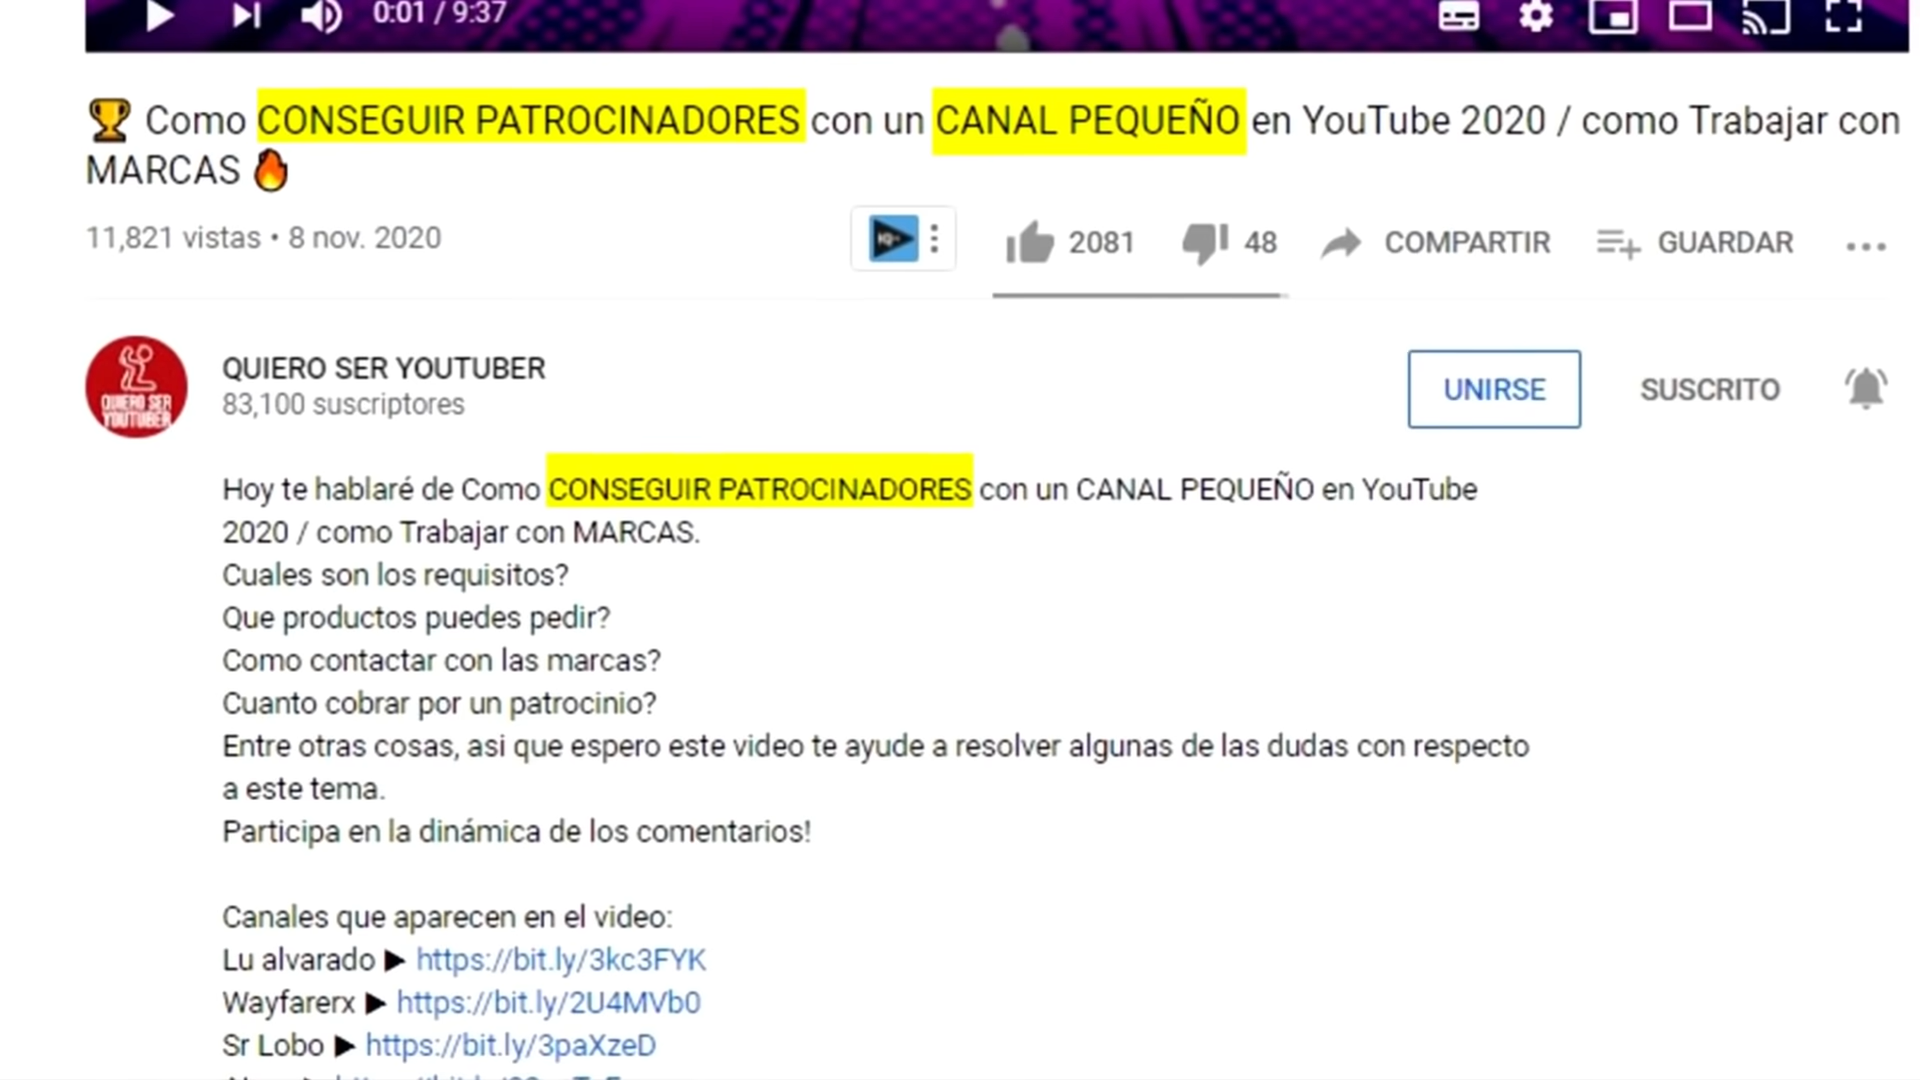 0:01 / 9:37
🏆 Como CONSEGUIR PATROCINADORES con un CANAL PEQUEÑO en YouTube 2020 / como Trabajar con
MARCAS 🔥
11,821 vistas • 8 nov. 2020
2081 48 COMPARTIR GUARDAR
QUIERO SER YOUTUBER
83,100 suscriptores
QUIERO SER
YOUTUBER
UNIRSE SUSCRITO
Hoy te hablaré de Como CONSEGUIR PATROCINADORES con un CANAL PEQUEÑO en YouTube
2020 / como Trabajar con MARCAS.
Cuales son los requisitos?
Que productos puedes pedir?
Como contactar con las marcas?
Cuanto cobrar por un patrocinio?
Entre otras cosas, asi que espero este video te ayude a resolver algunas de las dudas con respecto
a este tema.
Participa en la dinámica de los comentarios!
Canales que aparecen en el video:
Lu alvarado ▶ https://bit.ly/3kc3FYK
Wayfarerx ▶ https://bit.ly/2U4MVb0
Sr Lobo ▶ https://bit.ly/3paXzeD